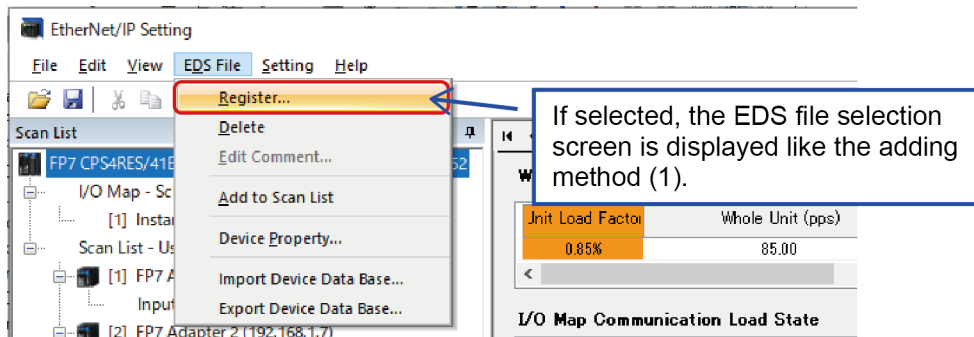 EtherNet/IP Setting
File Edit View EDS File Setting Help
Register...
Delete
Edit Comment...
Add to Scan List
Device Property...
Import Device Data Base...
Export Device Data Base...
If selected, the EDS file selection
screen is displayed like the adding
method (1).
Scan List
FP7 CPS4RES/41E
I/O Map - Sc
[1] Instar
Scan List - Us
[1] FP7 A
Input
[2] FP7 Adapter 2 (192.168.1.7)
Unit Load Factor Whole Unit (pps)
0.85% 85.00
I/O Map Communication Load State